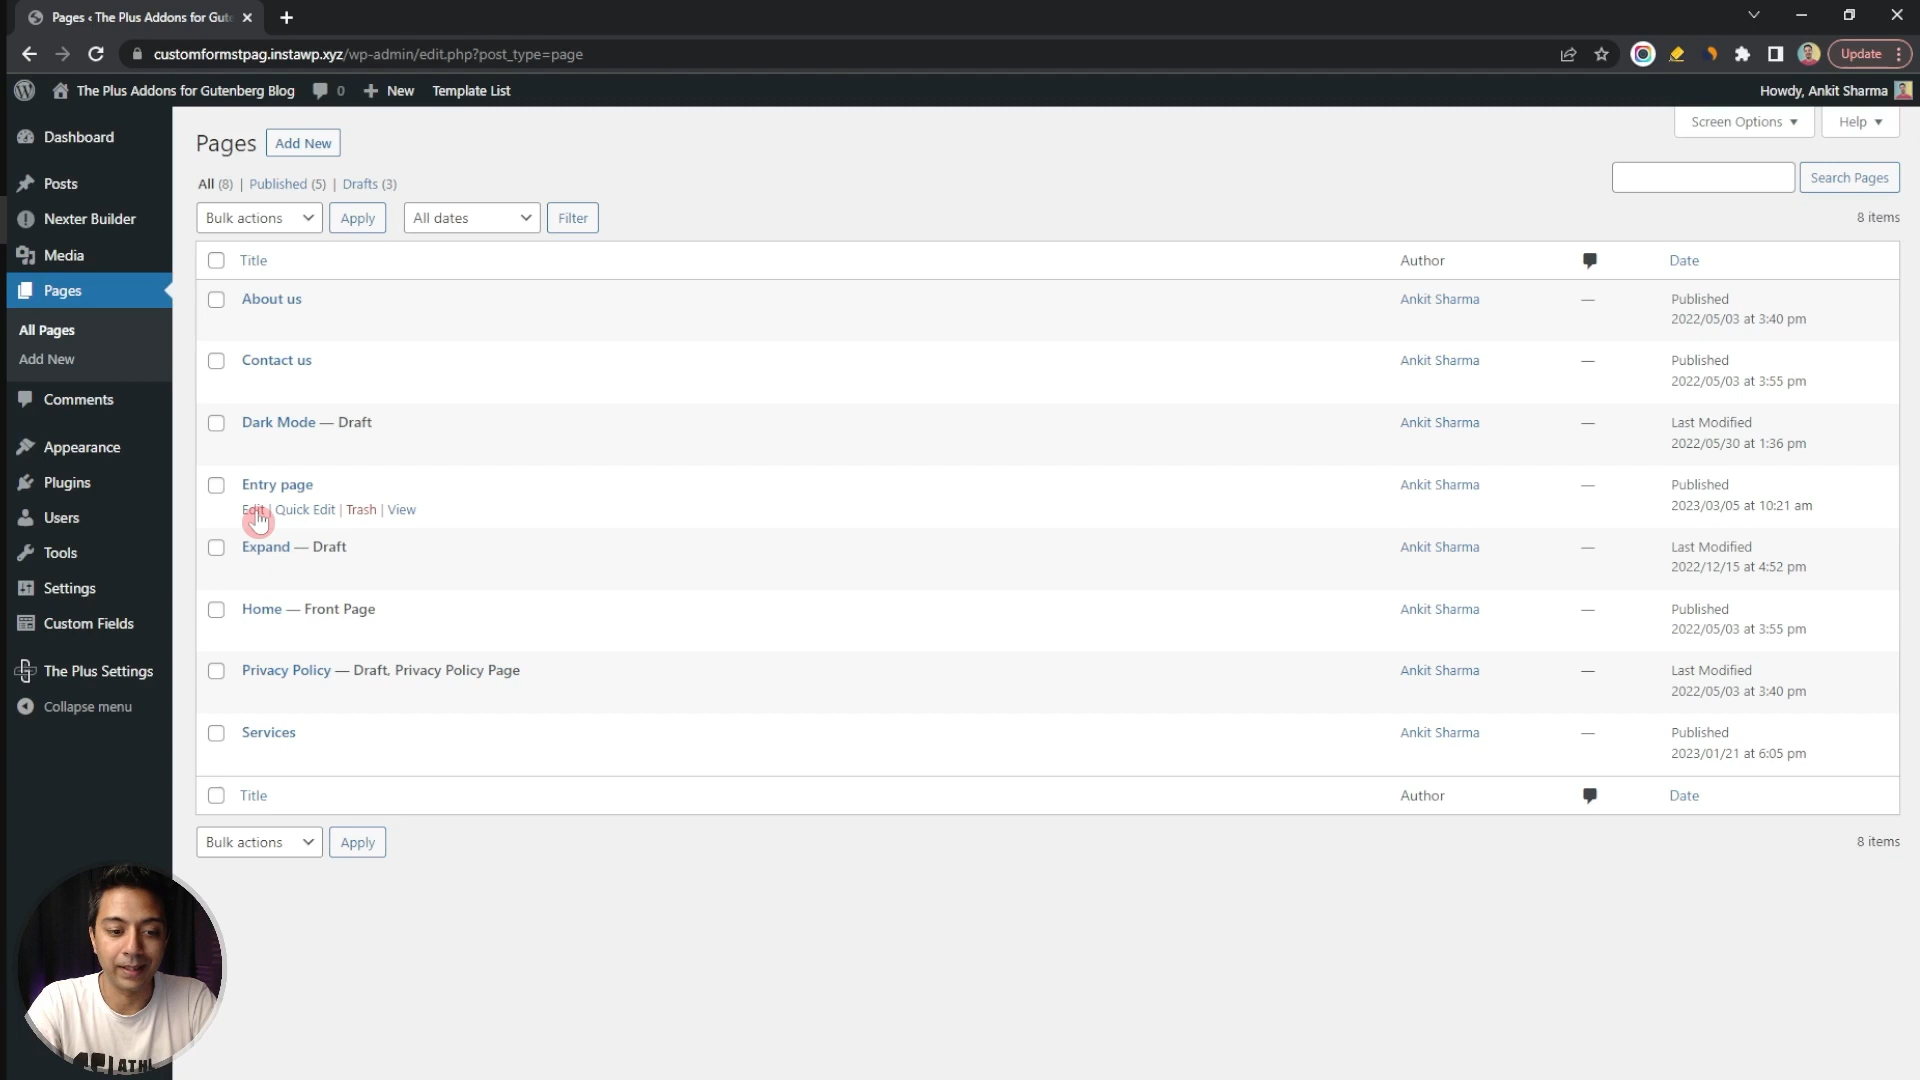 Pages ‹ The Plus Addons for Gute
customformstpag.instawp.xyz/wp-admin/edit.php?post_type=page
Update
The Plus Addons for Gutenberg Blog 0 New Template List
Howdy, Ankit Sharma
Dashboard
Posts
Nexter Builder
Media
Pages
All Pages
Add New
Comments
Appearance
Plugins
Users
Tools
Settings
Custom Fields
The Plus Settings
Collapse menu
Screen Options Help
Pages Add New
All (8) | Published (5) | Drafts (3)
Search Pages
Bulk actions Apply All dates Filter
8 items
Title Author Date
About us Ankit Sharma — Published
2022/05/03 at 3:40 pm
Contact us Ankit Sharma — Published
2022/05/03 at 3:55 pm
Dark Mode — Draft Ankit Sharma — Last Modified
2022/05/30 at 1:36 pm
Entry page Ankit Sharma — Published
Edit | Quick Edit | Trash | View 2023/03/05 at 10:21 am
Expand — Draft Ankit Sharma — Last Modified
2022/12/15 at 4:52 pm
Home — Front Page Ankit Sharma — Published
2022/05/03 at 3:55 pm
Privacy Policy — Draft, Privacy Policy Page Ankit Sharma — Last Modified
2022/05/03 at 3:40 pm
Services Ankit Sharma — Published
2023/01/21 at 6:05 pm
Title Author Date
Bulk actions Apply
8 items